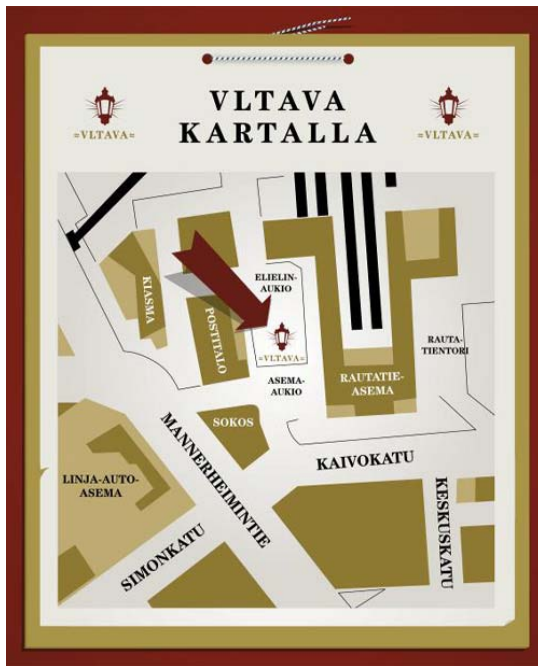 VLTAVA
KARTALLA
≈VLTAVA≈
≈VLTAVA≈
KIASMA
POSTITALO
ELIELIN-
AUKIO
≈VLTAVA≈
ASEMA-
AUKIO
RAUTATIE-
ASEMA
RAUTA-
TIENTORI
SOKOS
MANNERHEIMINTIE
KAIVOKATU
LINJA-AUTO-
ASEMA
KESKUSKATU
SIMONKATU